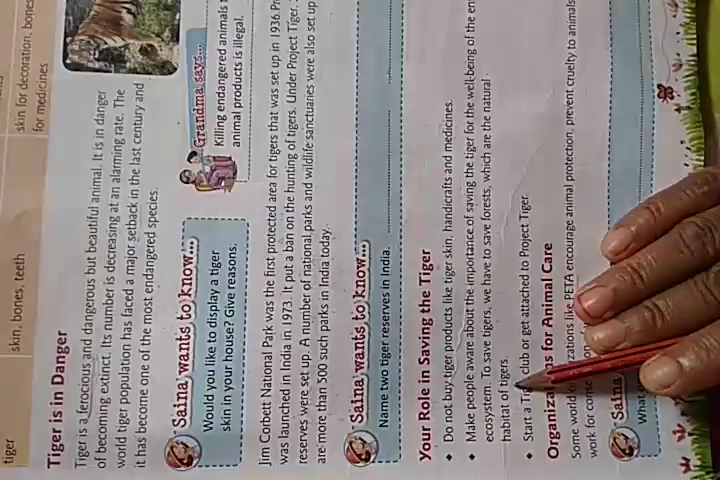 skin for decoration, bones
for medicines
tiger
skin, bones, teeth
Tiger is in Danger
Tiger is a ferocious and dangerous but beautiful animal. It is in danger
of becoming extinct. Its number is decreasing at an alarming rate. The
world tiger population has faced a major setback in the last century and
it has become one of the most endangered species.
Saina wants to know...
Would you like to display a tiger
skin in your house? Give reasons.
Grandma says...
Killing endangered animals
animal products is illegal.
Jim Corbett National Park was the first protected area for tigers that was set up in 1936
was launched in India in 1973. It put a ban on the hunting of tigers. Under Project Tiger,
reserves were set up. A number of national parks and wildlife sanctuaries were also set up
are more than 500 such parks in India today.
Saina wants to know...
Name two tiger reserves in India.
Your Role in Saving the Tiger
• Do not buy tiger products like tiger skin, handicrafts and medicines.
• Make people aware about the importance of saving the tiger for the well-being of the
ecosystem. To save tigers, we have to save forests, which are the natural
habitat of tigers.
• Start a club or get attached to Project Tiger.
for Animal Care
Some like PETA encourage animal protection, prevent cruelty to animals
work for
Saina